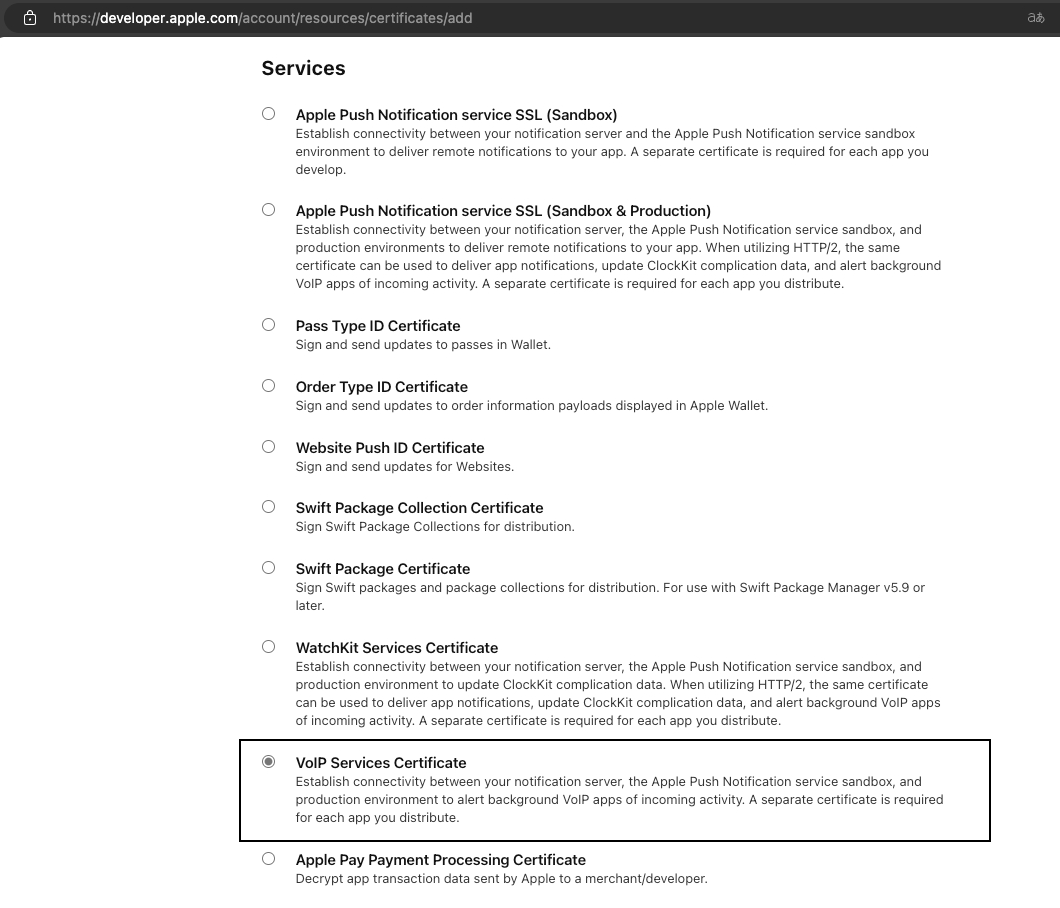 https://developer.apple.com/account/resources/certificates/add
aあ
Services
Apple Push Notification service SSL (Sandbox)
Establish connectivity between your notification server and the Apple Push Notification service sandbox
environment to deliver remote notifications to your app. A separate certificate is required for each app you
develop.
Apple Push Notification service SSL (Sandbox & Production)
Establish connectivity between your notification server, the Apple Push Notification service sandbox, and
production environments to deliver remote notifications to your app. When utilizing HTTP/2, the same
certificate can be used to deliver app notifications, update ClockKit complication data, and alert background
VoIP apps of incoming activity. A separate certificate is required for each app you distribute.
Pass Type ID Certificate
Sign and send updates to passes in Wallet.
Order Type ID Certificate
Sign and send updates to order information payloads displayed in Apple Wallet.
Website Push ID Certificate
Sign and send updates for Websites.
Swift Package Collection Certificate
Sign Swift Package Collections for distribution.
Swift Package Certificate
Sign Swift packages and package collections for distribution. For use with Swift Package Manager v5.9 or
later.
WatchKit Services Certificate
Establish connectivity between your notification server, the Apple Push Notification service sandbox, and
production environment to update ClockKit complication data. When utilizing HTTP/2, the same certificate
can be used to deliver app notifications, update ClockKit complication data, and alert background VoIP apps
of incoming activity. A separate certificate is required for each app you distribute.
VoIP Services Certificate
Establish connectivity between your notification server, the Apple Push Notification service sandbox, and
production environment to alert background VoIP apps of incoming activity. A separate certificate is required
for each app you distribute.
Apple Pay Payment Processing Certificate
Decrypt app transaction data sent by Apple to a merchant/developer.